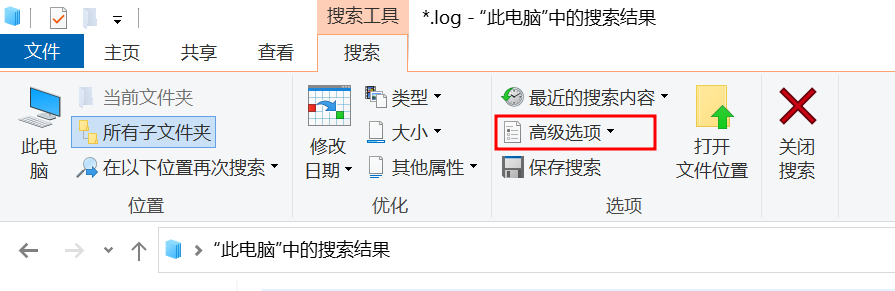 搜索工具
*.log - “此电脑”中的搜索结果
文件
主页
共享
查看
搜索
此电
脑
当前文件夹
所有子文件夹
在以下位置再次搜索
位置
修改
日期
类型
大小
其他属性
优化
最近的搜索内容
高级选项
保存搜索
打开
文件位置
选项
关闭
搜索
“此电脑”中的搜索结果